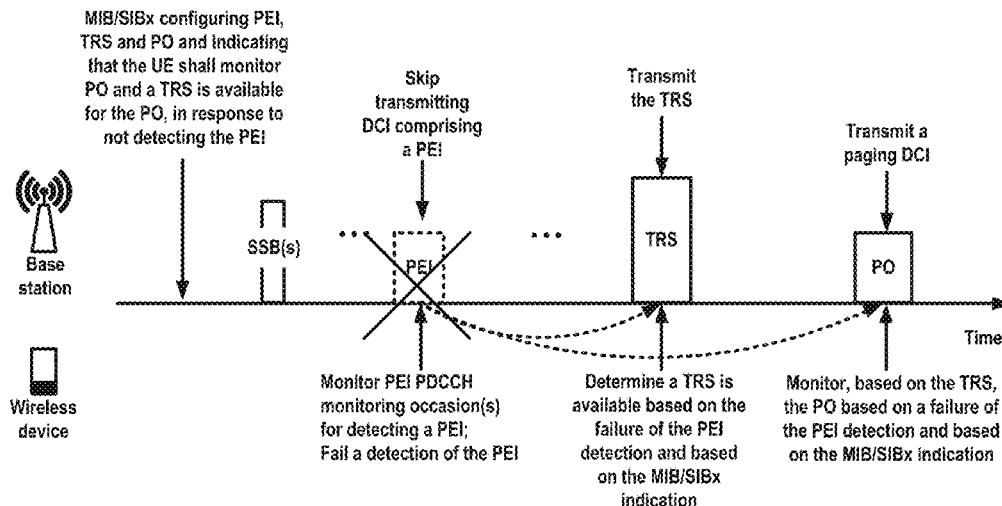 MIB/SIBx configuring PEI,
TRS and PO and indicating
that the UE shall monitor
PO and a TRS is available
for the PO, in response to
not detecting the PEI
Skip
transmitting
DCI comprising
a PEI
Transmit
the TRS
Transmit a
paging DCI
Base
station
SSB(s)
...
PEI
...
TRS
PO
Time
Wireless
device
Monitor PEI PDCCH
monitoring occasion(s)
for detecting a PEI;
Fail a detection of the PEI
Determine a TRS is
available based on the
failure of the PEI
detection and based
on the MIB/SIBx
indication
Monitor, based on the TRS,
the PO based on a failure of
the PEI detection and based
on the MIB/SIBx indication